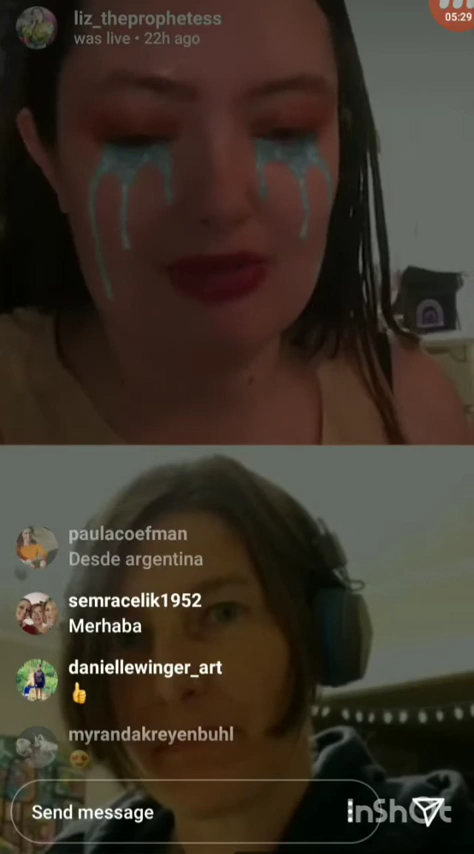 liz_theprophetess
was live • 22h ago
05:29
paulacoefman
Desde argentina
semracelik1952
Merhaba
daniellewinger_art
👍
myrandakreyenbuhl
😍
Send message
InShOt